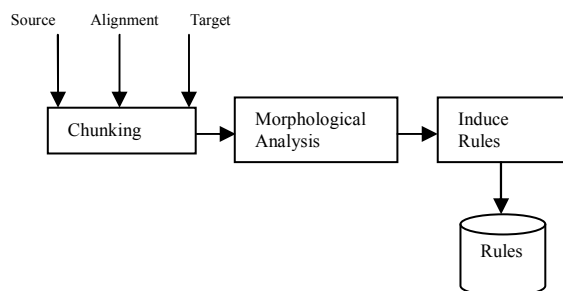 Source Alignment Target
Chunking
Morphological
Analysis
Induce
Rules
Rules